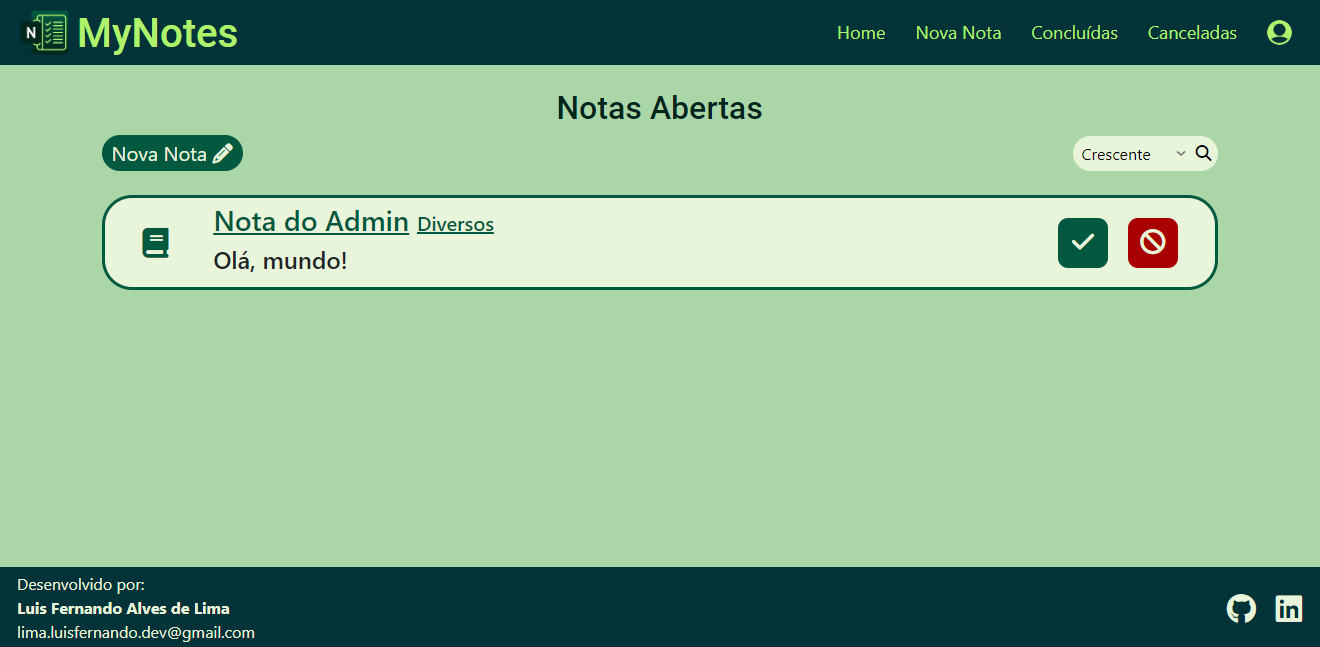 N MyNotes
Home Nova Nota Concluídas Canceladas
Notas Abertas
Nova Nota
Crescente
Nota do Admin Diversos
Olá, mundo!
Desenvolvido por:
Luis Fernando Alves de Lima
lima.luisfernando.dev@gmail.com
in